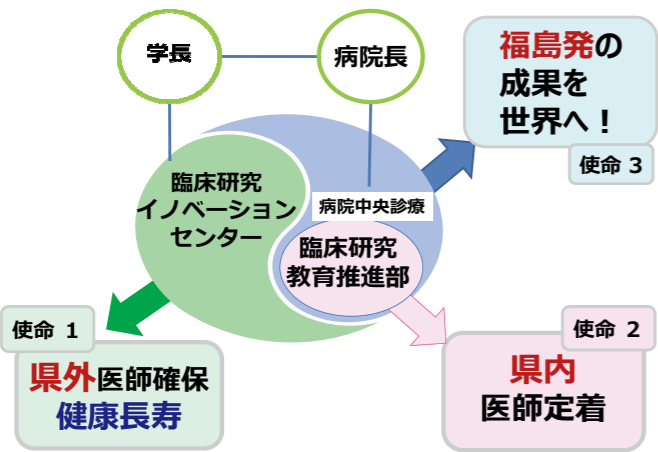 学長
病院長
福島発の
成果を
世界へ！
使命 3
臨床研究
イノベーション
センター
病院中央診療
臨床研究
教育推進部
使命 1
県外医師確保
健康長寿
使命 2
県内
医師定着